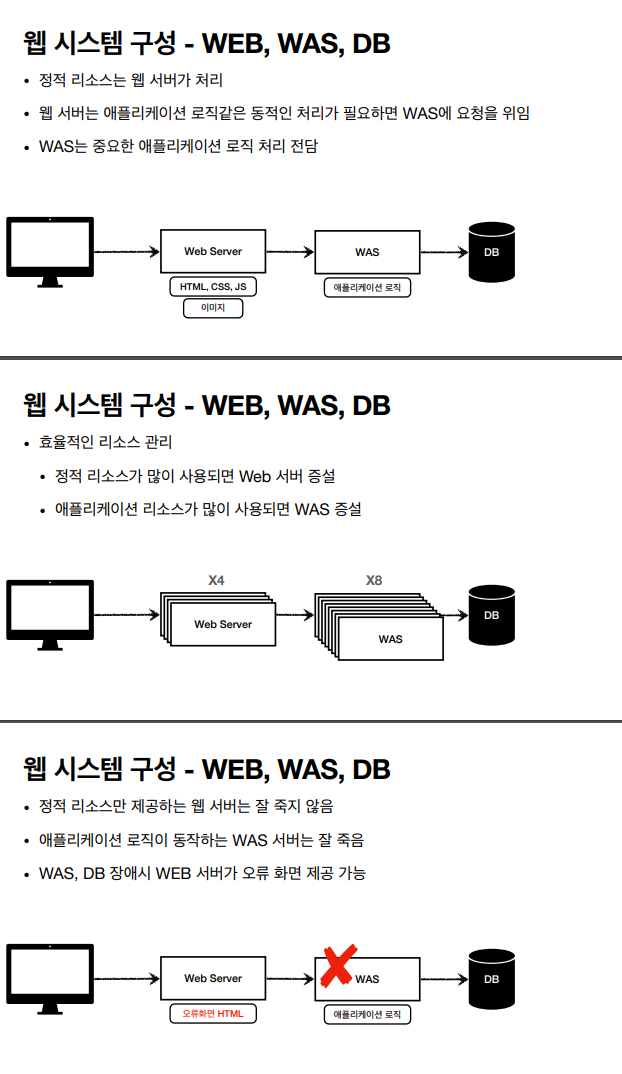 웹 시스템 구성 - WEB, WAS, DB
• 정적 리소스는 웹 서버가 처리
• 웹 서버는 애플리케이션 로직같은 동적인 처리가 필요하면 WAS에 요청을 위임
• WAS는 중요한 애플리케이션 로직 처리 전담
Web Server
WAS
DB
HTML, CSS, JS
애플리케이션 로직
이미지
웹 시스템 구성 - WEB, WAS, DB
• 효율적인 리소스 관리
• 정적 리소스가 많이 사용되면 Web 서버 증설
• 애플리케이션 리소스가 많이 사용되면 WAS 증설
X4
X8
Web Server
WAS
DB
웹 시스템 구성 - WEB, WAS, DB
• 정적 리소스만 제공하는 웹 서버는 잘 죽지 않음
• 애플리케이션 로직이 동작하는 WAS 서버는 잘 죽음
• WAS, DB 장애시 WEB 서버가 오류 화면 제공 가능
Web Server
WAS
DB
오류화면 HTML
애플리케이션 로직